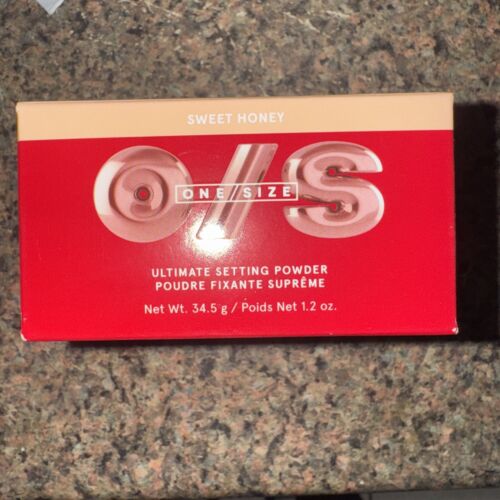 SWEET HONEY
O/S
ONE/SIZE
ULTIMATE SETTING POWDER
POUDRE FIXANTE SUPRÊME
Net Wt. 34.5 g / Poids Net 1.2 oz.